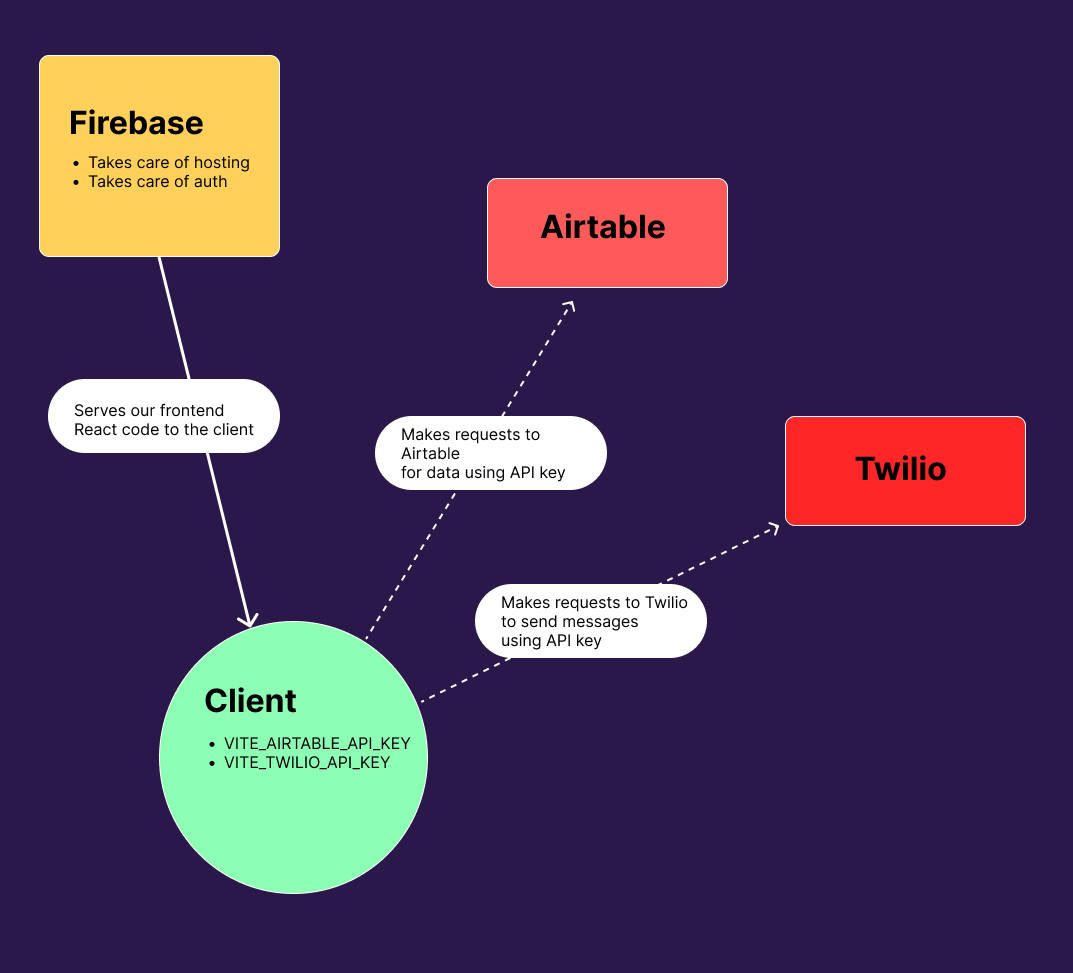 Firebase
• Takes care of hosting
• Takes care of auth
Airtable
Serves our frontend
React code to the client
Makes requests to
Airtable
for data using API key
Twilio
Makes requests to Twilio
to send messages
using API key
Client
• VITE_AIRTABLE_API_KEY
• VITE_TWILIO_API_KEY